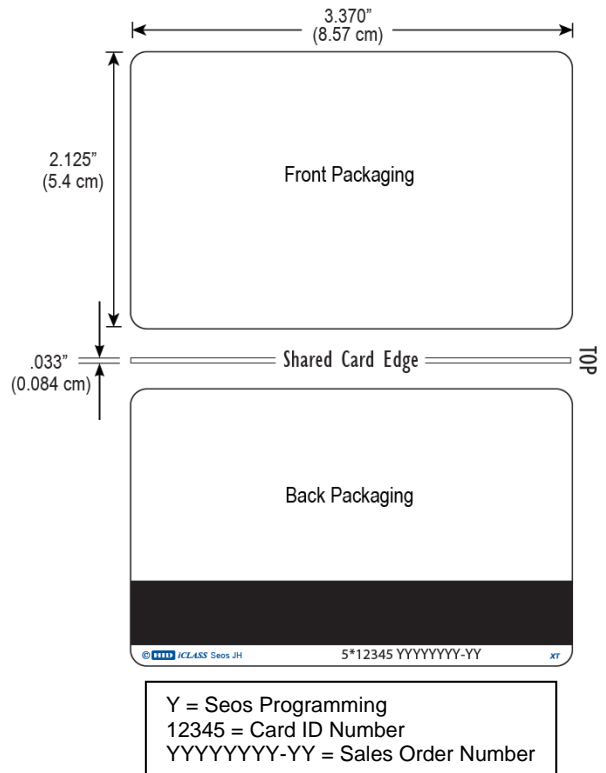 3.370”
(8.57 cm)
2.125”
(5.4 cm)
Front Packaging
.033”
(0.084 cm)
Shared Card Edge
TOP
Back Packaging
© HID iCLASS Seos JH 5*12345 YYYYYYYY-YY XT
Y = Seos Programming
12345 = Card ID Number
YYYYYYYY-YY = Sales Order Number